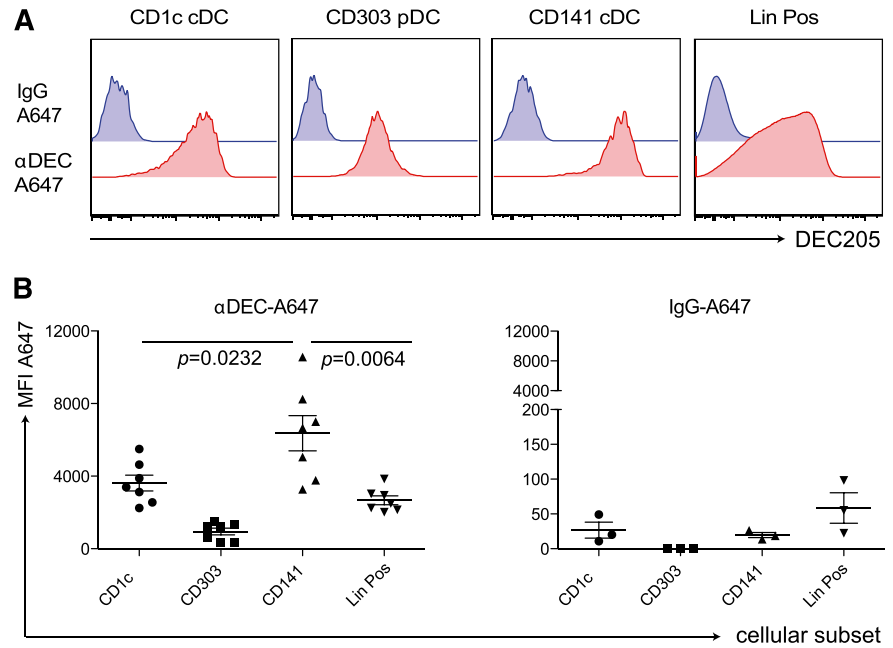 A
CD1c cDC
CD303 pDC
CD141 cDC
Lin Pos
IgG
A647
αDEC
A647
DEC205
B
αDEC-A647
IgG-A647
MFI A647
12000
8000
4000
0
p=0.0232
p=0.0064
CD1c
CD303
CD141
Lin Pos
12000
8000
4000
200
150
100
50
0
CD1c
CD303
CD141
Lin Pos
cellular subset